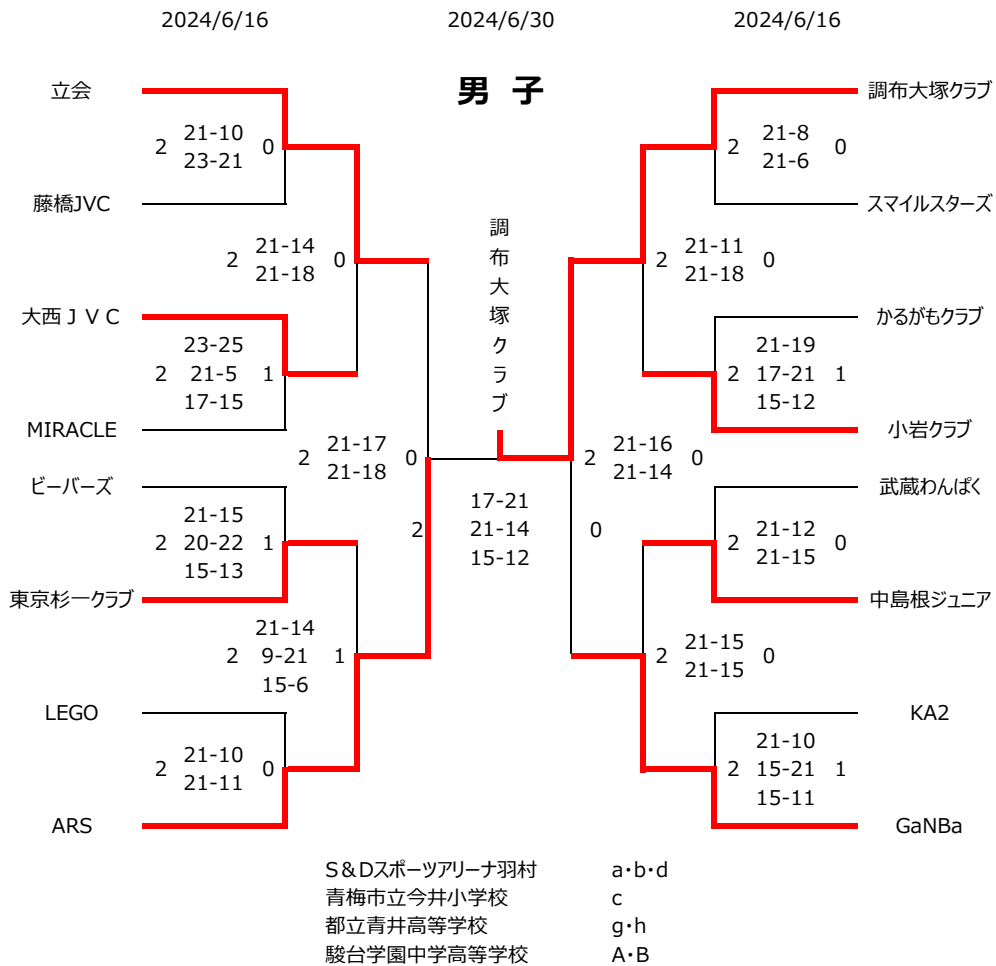 2024/6/16 2024/6/30 2024/6/16
男 子
立会 調布大塚クラブ
2 21-10 0
23-21
2 21-8 0
21-6
藤橋JVC スマイルスターズ
調布大塚クラブ
2 21-14 0
21-18
2 21-11 0
21-18
大西ＪＶＣ かるがもクラブ
23-25
2 21-5 1
17-15
21-19
2 17-21 1
15-12
MIRACLE 小岩クラブ
2 21-17 0
21-18
2 21-16 0
21-14
ビーバーズ 武蔵わんぱく
17-21
2 21-14 0
15-12
21-15
2 20-22 1
15-13
2 21-12 0
21-15
東京杉一クラブ 中島根ジュニア
21-14
2 9-21 1
15-6
2 21-15 0
21-15
LEGO KA2
2 21-10 0
21-11
21-10
2 15-21 1
15-11
ARS GaNBa
S＆Dスポーツアリーナ羽村 a・b・d
青梅市立今井小学校 c
都立青井高等学校 g・h
駿台学園中学高等学校 A・B